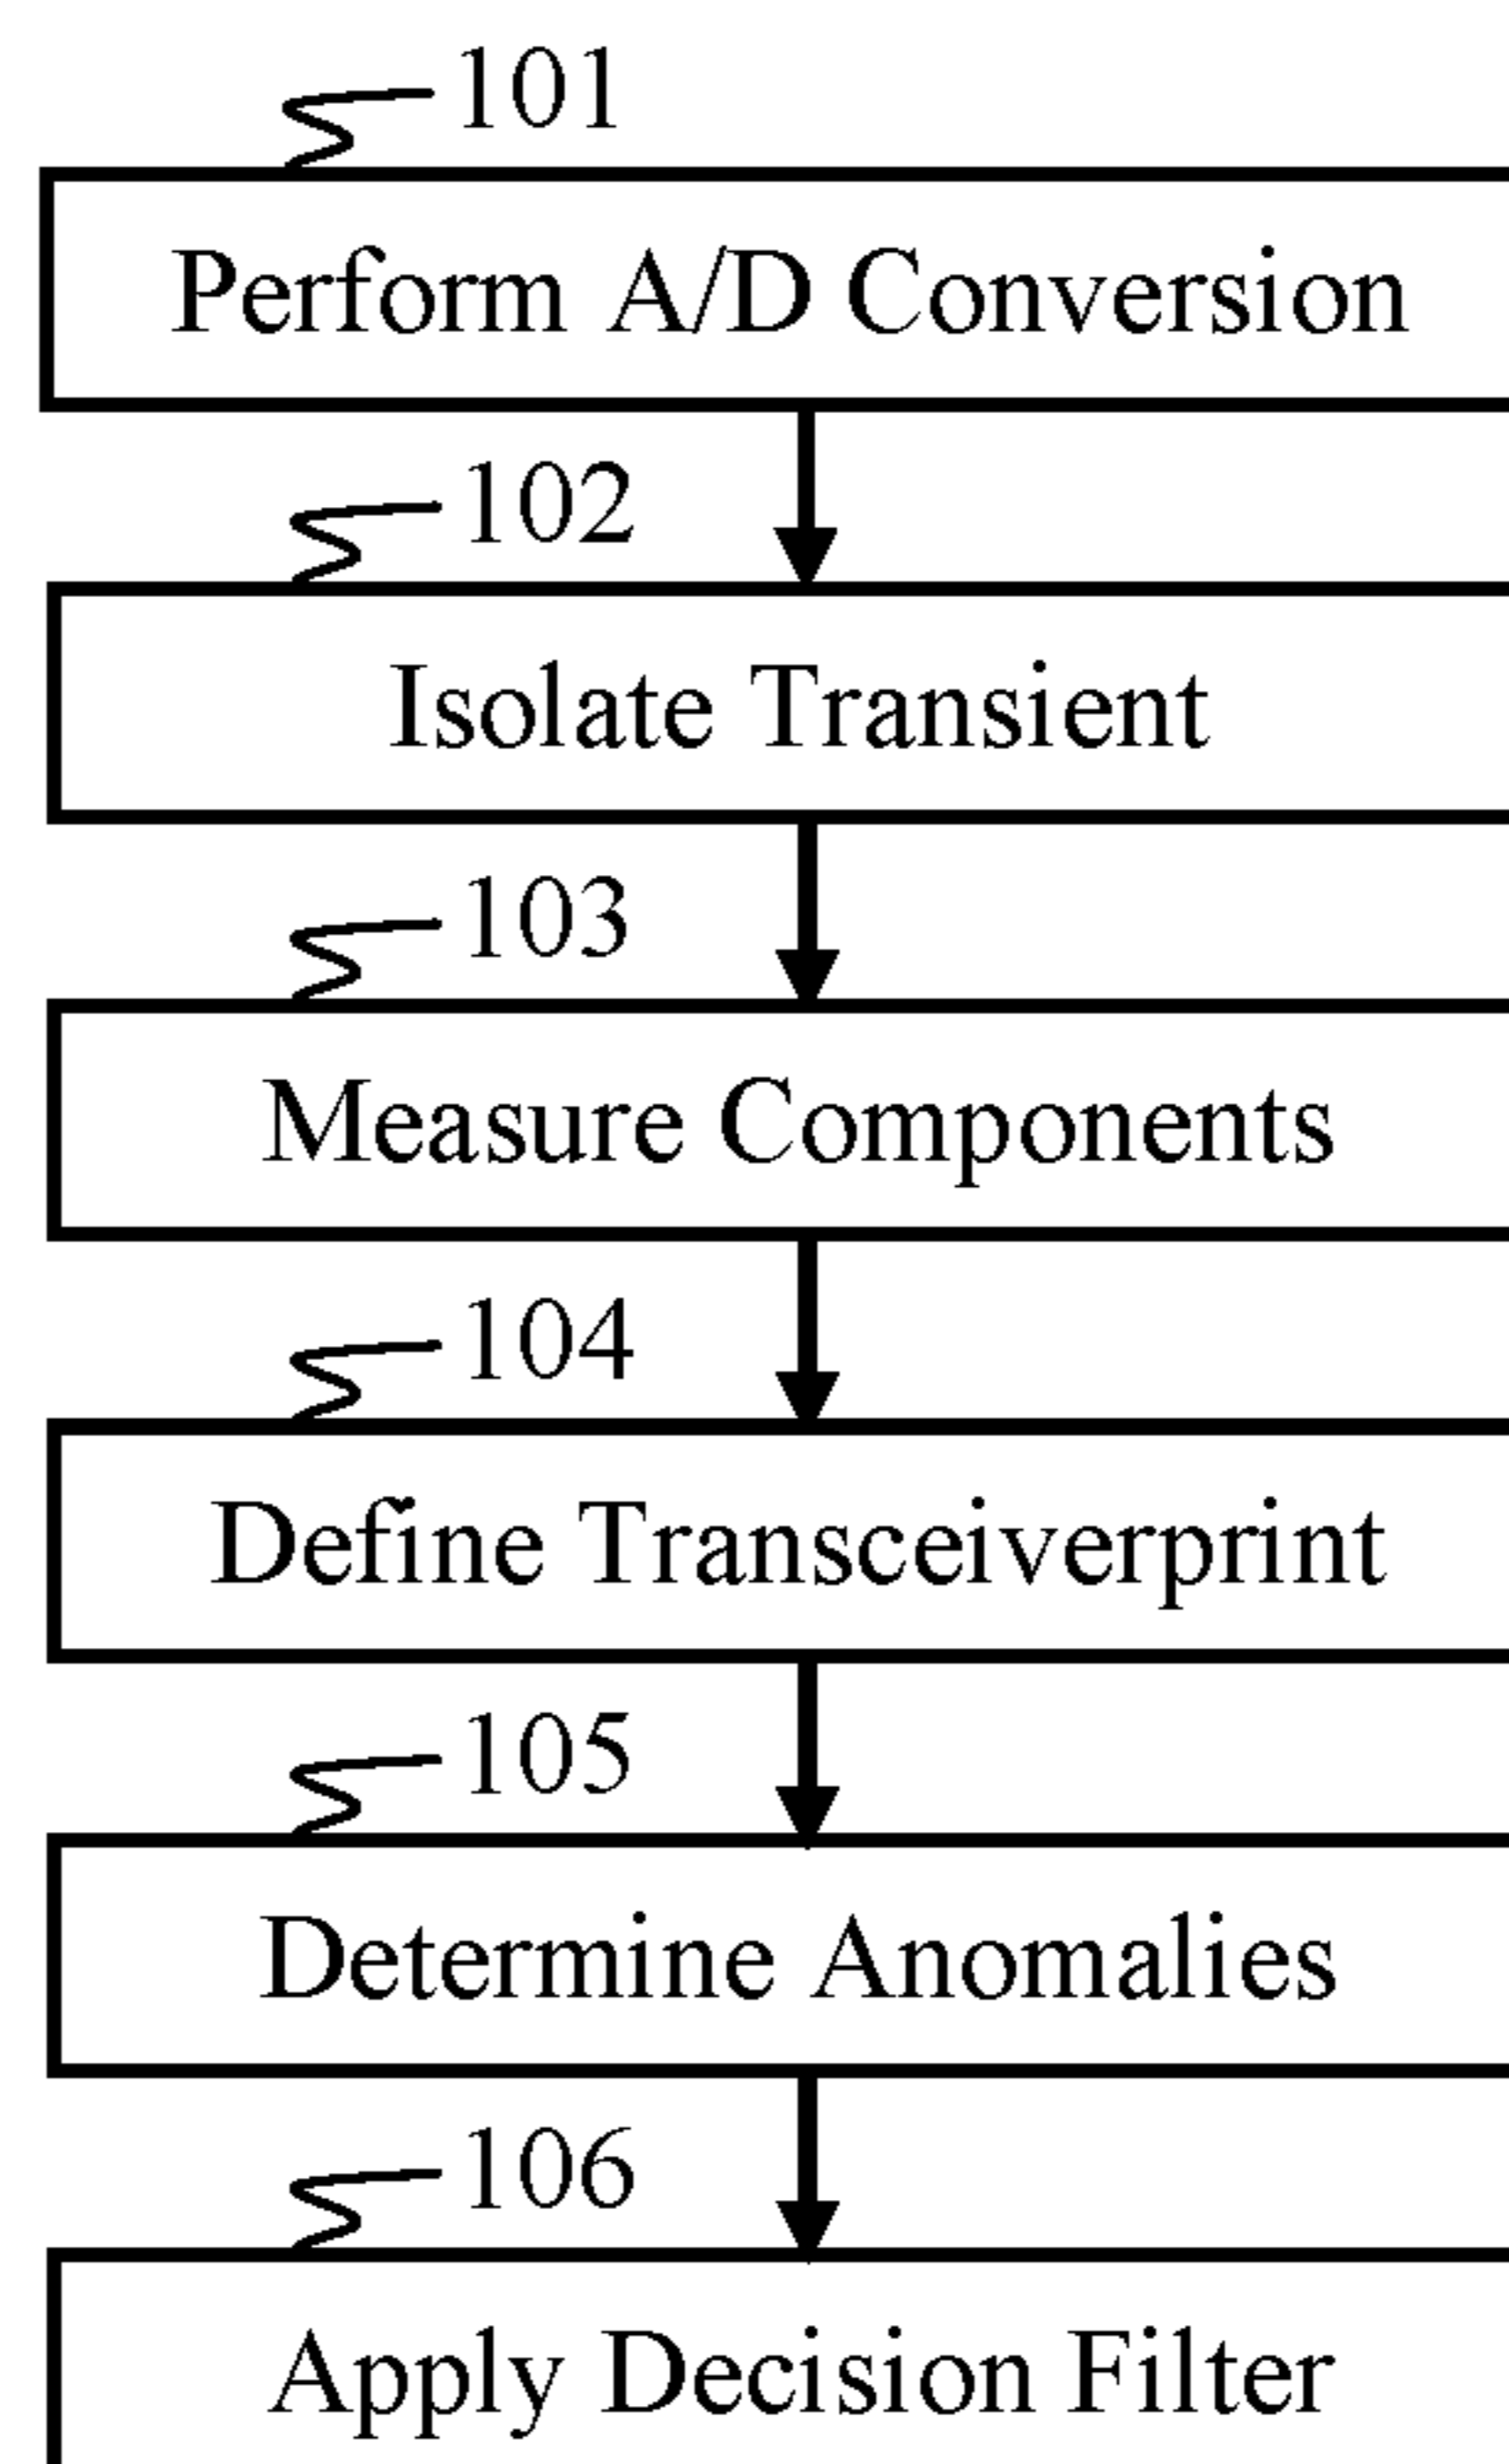 101
Perform A/D Conversion
102
Isolate Transient
103
Measure Components
104
Define Transceiverprint
105
Determine Anomalies
106
Apply Decision Filter